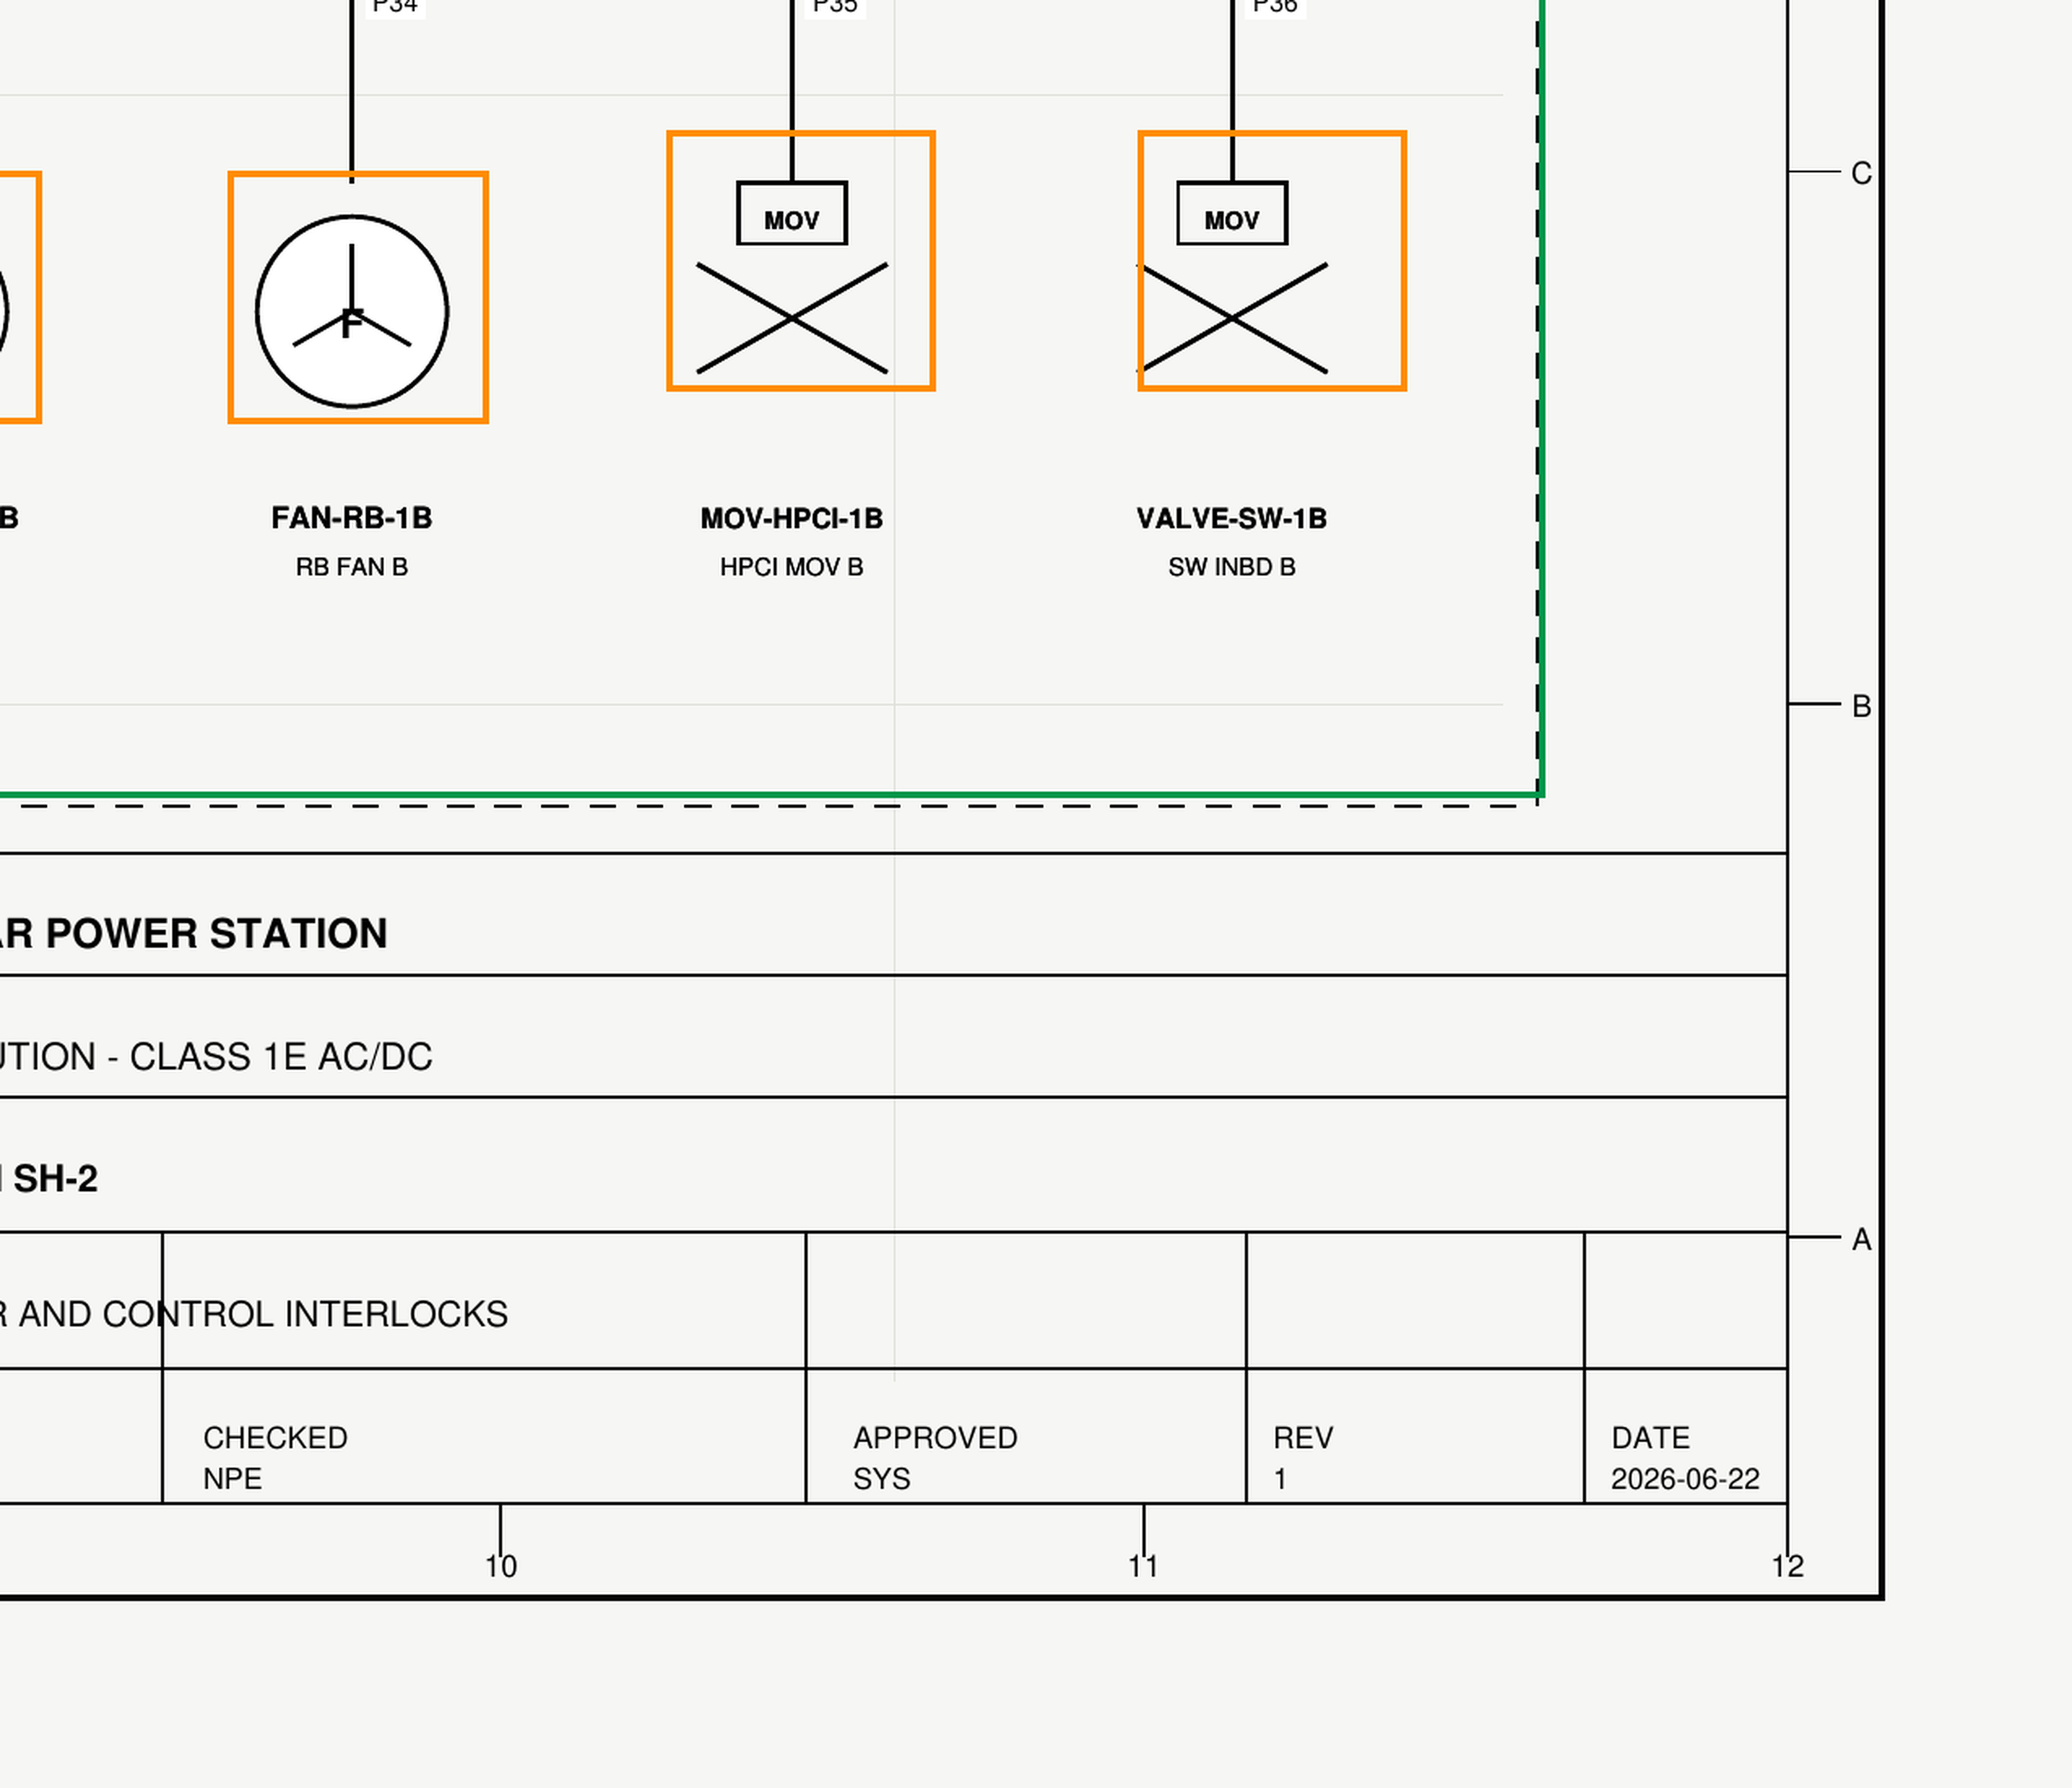 P34 P35 P36
C
MOV MOV
F
B FAN-RB-1B MOV-HPCI-1B VALVE-SW-1B
RB FAN B HPCI MOV B SW INBD B
B
POWER STATION
- CLASS 1E AC/DC
SH-2
A
AND CONTROL INTERLOCKS
CHECKED APPROVED REV DATE
NPE SYS 1 2026-06-22
10 11 12